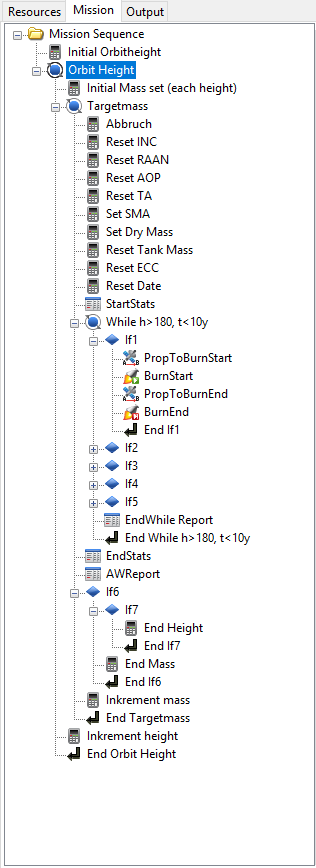 Resources Mission Output
Mission Sequence
Initial Orbitheight
Orbit Height
Initial Mass set (each height)
Targetmass
Abbruch
Reset INC
Reset RAAN
Reset AOP
Reset TA
Set SMA
Set Dry Mass
Reset Tank Mass
Reset ECC
Reset Date
StartStats
While h>180, t<10y
If1
PropToBurnStart
BurnStart
PropToBurnEnd
BurnEnd
End If1
If2
If3
If4
If5
EndWhile Report
End While h>180, t<10y
EndStats
AWReport
If6
If7
End Height
End If7
End Mass
End If6
Inkrement mass
End Targetmass
Inkrement height
End Orbit Height